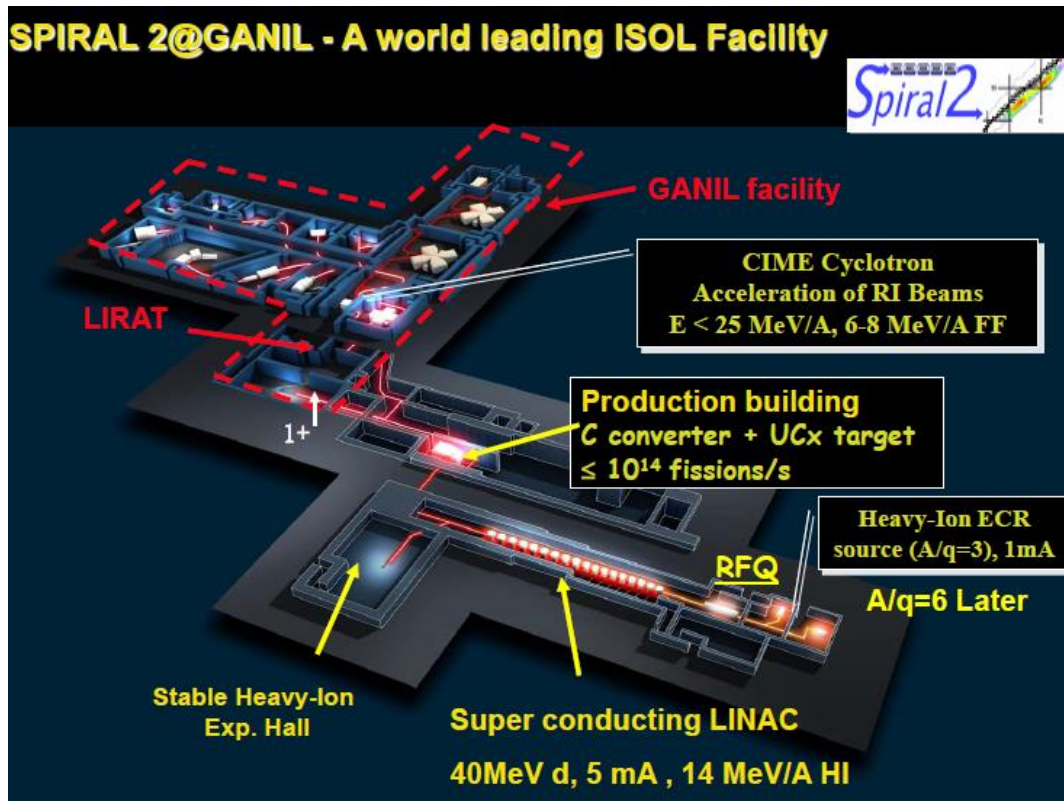 SPIRAL 2@GANIL - A world leading ISOL Facility
Spiral2
GANIL facility
CIME Cyclotron
Acceleration of RI Beams
E < 25 MeV/A, 6-8 MeV/A FF
LIRAT
1+
Production building
C converter + UCx target
≤ 10¹⁴ fissions/s
Heavy-Ion ECR
source (A/q=3), 1mA
RFQ
A/q=6 Later
Stable Heavy-Ion
Exp. Hall
Super conducting LINAC
40MeV d, 5 mA , 14 MeV/A HI